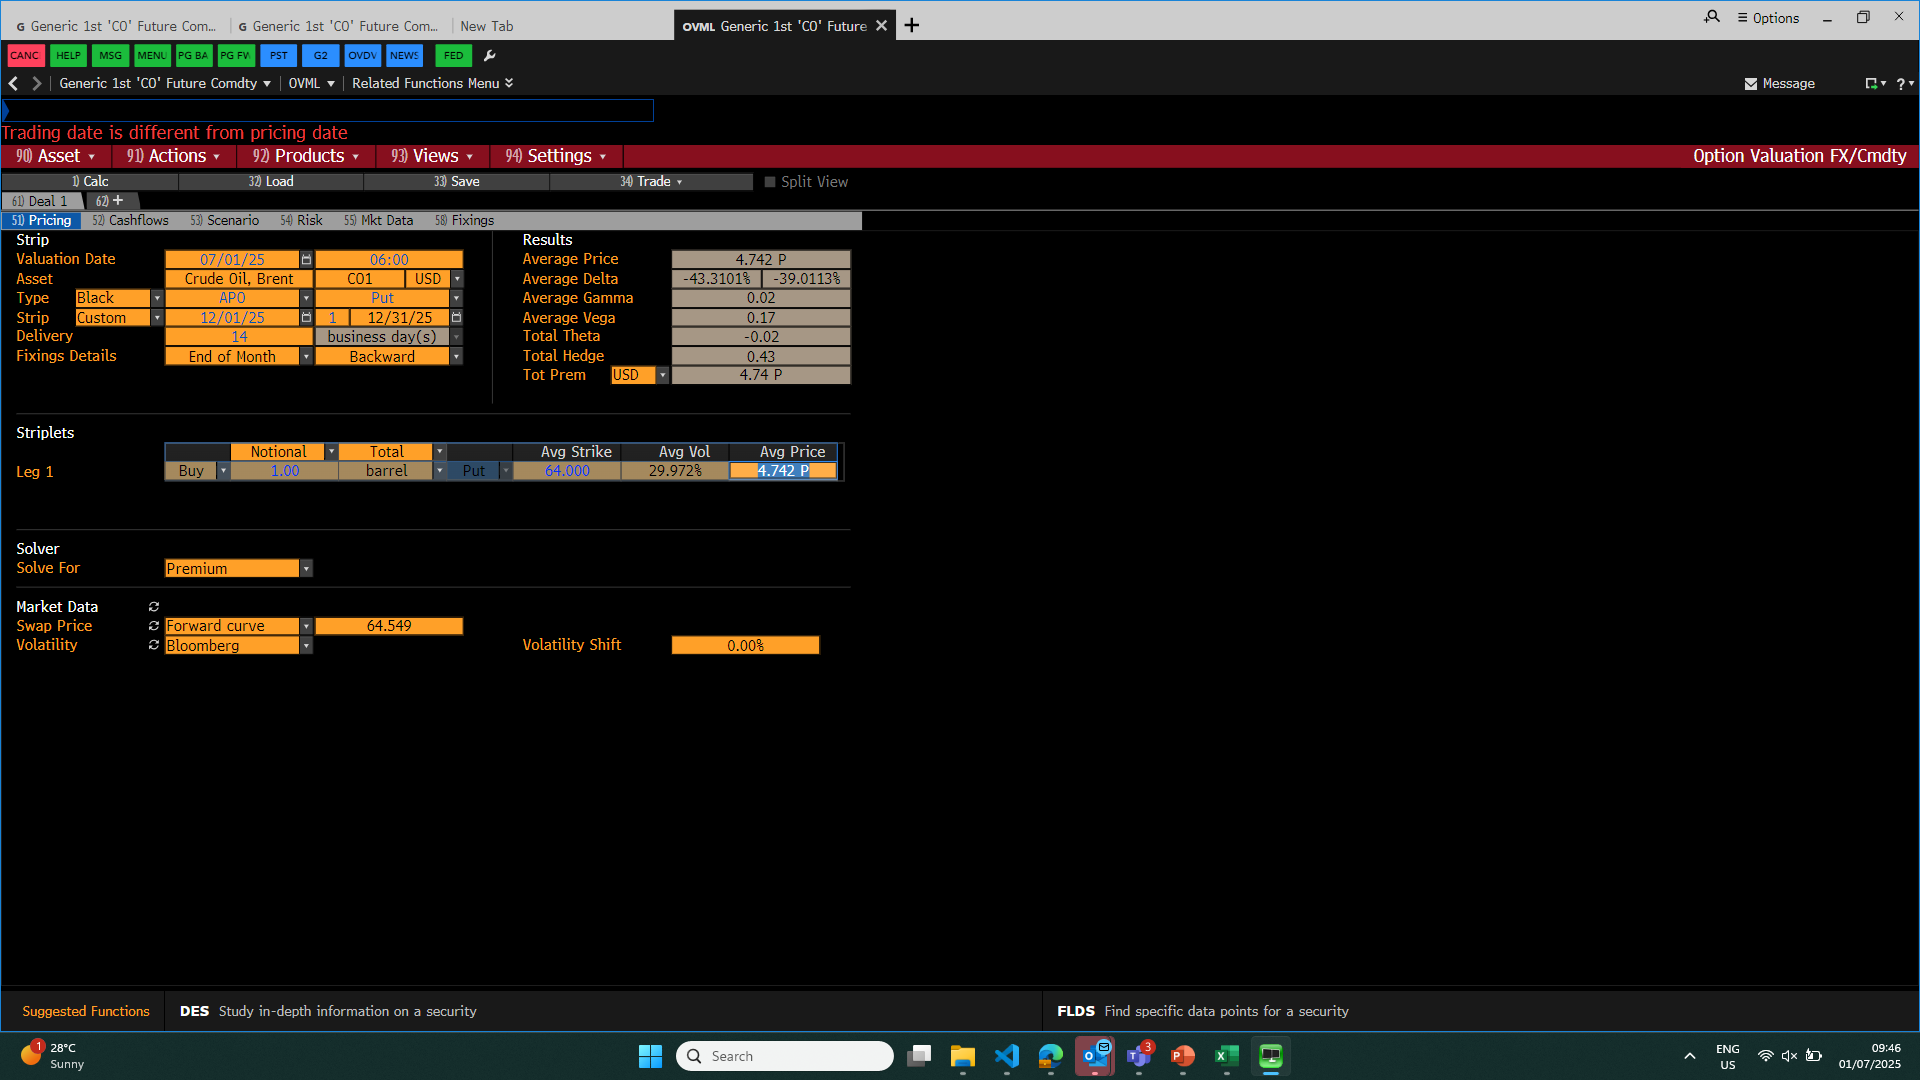 G Generic 1st 'CO' Future Com... G Generic 1st 'CO' Future Com... New Tab OVML Generic 1st 'CO' Future Options
CANC HELP MSG MENU PG BA PG FW PST G2 OVDV NEWS FED
Generic 1st 'CO' Future Comdty OVML Related Functions Menu Message ?
Trading date is different from pricing date
90) Asset 91) Actions 92) Products 93) Views 94) Settings Option Valuation FX/Cmdty
1) Calc 32) Load 33) Save 34) Trade Split View
61) Deal 1 62) +
51) Pricing 52) Cashflows 53) Scenario 54) Risk 55) Mkt Data 58) Fixings
Strip Results
Valuation Date 07/01/25 06:00 Average Price 4.742 P
Asset Crude Oil, Brent CO1 USD Average Delta -43.3101% -39.0113%
Type Black APO Put Average Gamma 0.02
Strip Custom 12/01/25 1 12/31/25 Average Vega 0.17
Delivery 14 business day(s) Total Theta -0.02
Fixings Details End of Month Backward Total Hedge 0.43
Tot Prem USD 4.74 P
Striplets
Notional Total Avg Strike Avg Vol Avg Price
Leg 1 Buy 1.00 barrel Put 64.000 29.972% 4.742 P
Solver
Solve For Premium
Market Data
Swap Price Forward curve 64.549
Volatility Bloomberg Volatility Shift 0.00%
Suggested Functions DES Study in-depth information on a security FLDS Find specific data points for a security
1 28°C
Sunny
Search
3
ENG
US
09:46
01/07/2025